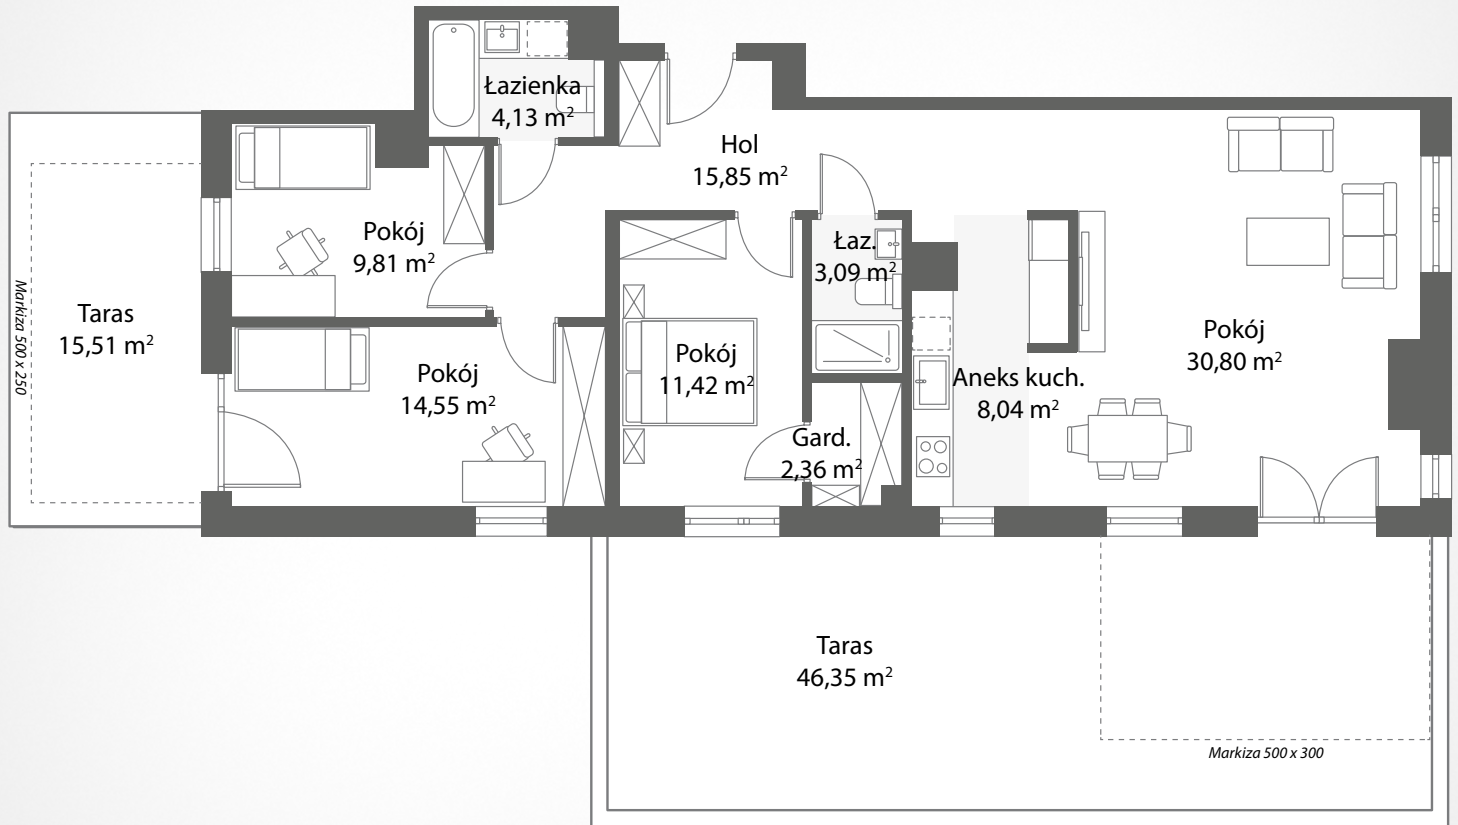 Łazienka
4,13 m²
Hol
15,85 m²
Pokój
9,81 m²
Łaz.
3,09 m²
Taras
15,51 m²
Markiza 500 x 250
Pokój
14,55 m²
Pokój
11,42 m²
Gard.
2,36 m²
Aneks kuch.
8,04 m²
Pokój
30,80 m²
Taras
46,35 m²
Markiza 500 x 300